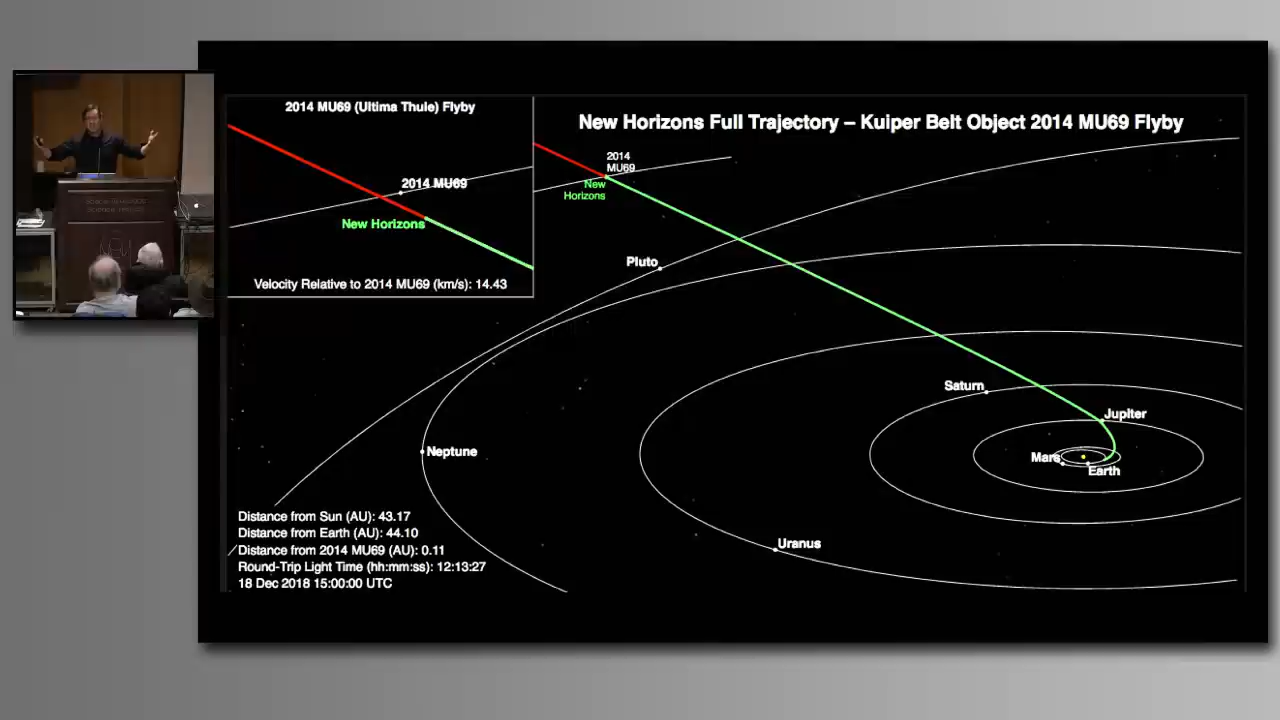 2014 MU69 (Ultima Thule) Flyby
2014 MU69
New Horizons
Velocity Relative to 2014 MU69 (km/s): 14.43
New Horizons Full Trajectory – Kuiper Belt Object 2014 MU69 Flyby
2014
MU69
New
Horizons
Pluto
Saturn
Jupiter
Mars
Earth
Neptune
Uranus
Distance from Sun (AU): 43.17
Distance from Earth (AU): 44.10
Distance from 2014 MU69 (AU): 0.11
Round-Trip Light Time (hh:mm:ss): 12:13:27
18 Dec 2018 15:00:00 UTC